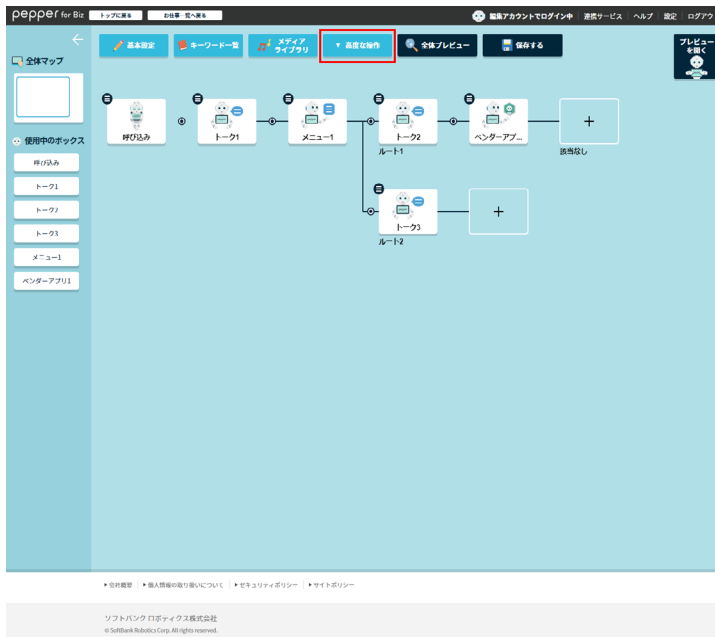 pepper for Biz
トップに戻る
お仕事一覧へ戻る
編集アカウントでログイン中
連携サービス
ヘルプ
設定
ログアウ
全体マップ
使用中のボックス
呼び込み
トーク1
トーク2
トーク3
メニュー1
ベンダーアプリ1
基本設定
キーワード一覧
メディア
ライブラリ
▼ 高度な操作
全体プレビュー
保存する
プレビュー
を開く
呼び込み
トーク1
メニュー1
トーク2
ベンダーアプ...
該当なし
ルート1
トーク3
ルート2
会社概要
個人情報の取り扱いについて
セキュリティポリシー
サイトポリシー
ソフトバンク ロボティクス株式会社
© SoftBank Robotics Corp. All rights reserved.